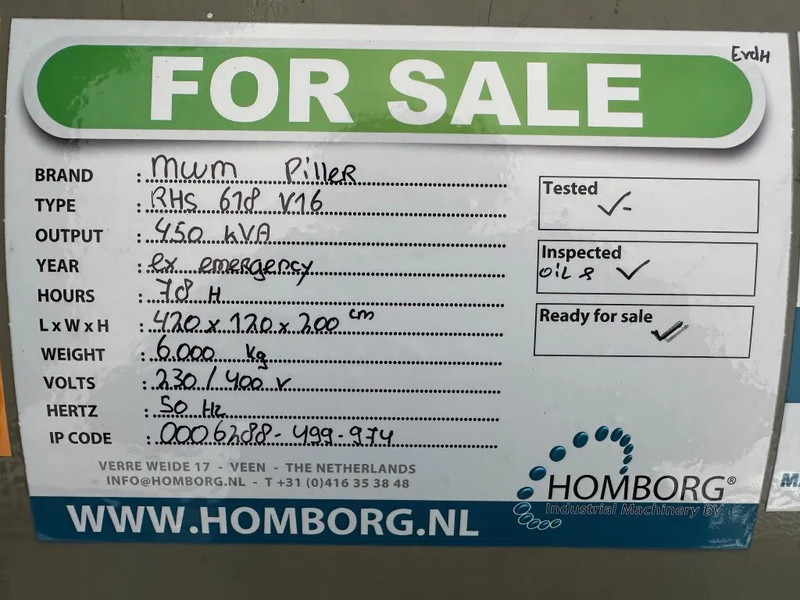 EvdH
FOR SALE
BRAND : MWM Piller
TYPE : RHS 618 V16
OUTPUT : 450 kVA
YEAR : ex emergency
HOURS : 78 H
L x W x H : 420 x 120 x 200 cm
WEIGHT : 6.000 kg
VOLTS : 230 / 400 V
HERTZ : 50 Hz
IP CODE : 0006288-499-974
Tested ✓-
Inspected
oil & ✓
Ready for sale
✓
VERRE WEIDE 17 - VEEN - THE NETHERLANDS
INFO@HOMBORG.NL - T +31 (0)416 35 38 48
WWW.HOMBORG.NL
HOMBORG®
Industrial Machinery BV.